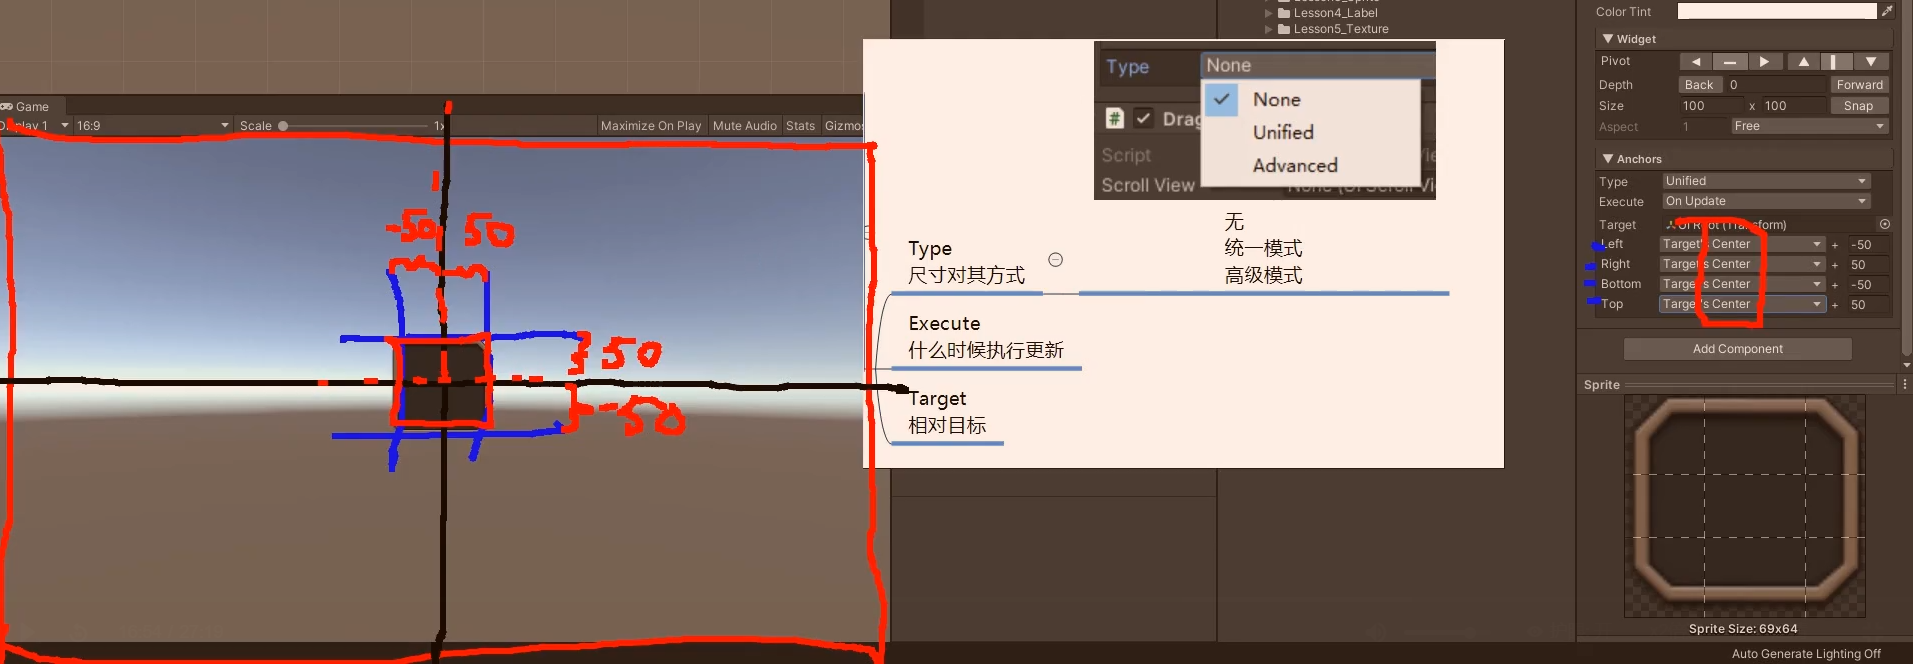 Game
Display 1
16:9
Scale
1x
Maximize On Play
Mute Audio
Stats
Gizmos
-50
50
50
-50
Lesson4_Label
Lesson5_Texture
Type
None
None
Unified
Advanced
Drag
Script
Scroll View
无
统一模式
高级模式
Type
尺寸对其方式
Execute
什么时候执行更新
Target
相对目标
Color Tint
Widget
Pivot
Depth Back 0 Forward
Size 100 x 100 Snap
Aspect 1 Free
Anchors
Type Unified
Execute On Update
Target UI Root (Transform)
Left Target's Center + -50
Right Target's Center + 50
Bottom Target's Center + -50
Top Target's Center + 50
Add Component
Sprite
Sprite Size: 69x64
Auto Generate Lighting Off